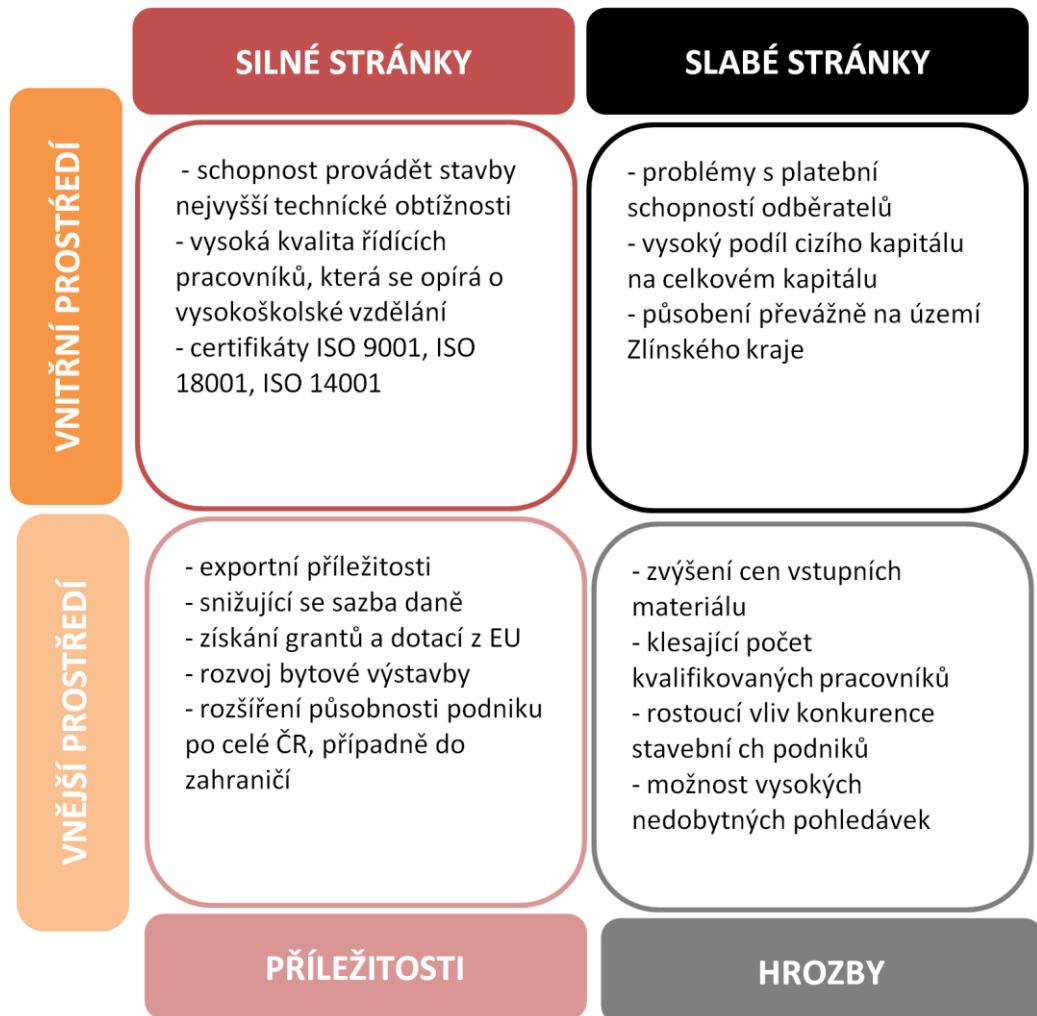 SILNÉ STRÁNKY
SLABÉ STRÁNKY
VNITŘNÍ PROSTŘEDÍ
- schopnost provádět stavby
nejvyšší technícké obtížnosti
- vysoká kvalita řídících
pracovníků, která se opírá o
vysokoškolské vzdělání
- certifikáty ISO 9001, ISO
18001, ISO 14001
- problémy s platební
schopností odběratelů
- vysoký podíl cizího kapitálu
na celkovém kapitálu
- působení převážně na území
Zlínského kraje
VNĚJŠÍ PROSTŘEDÍ
- exportní příležitosti
- snižující se sazba daně
- získání grantů a dotací z EU
- rozvoj bytové výstavby
- rozšíření působnosti podniku
po celé ČR, případně do
zahraničí
- zvýšení cen vstupních
materiálu
- klesající počet
kvalifikovaných pracovníků
- rostoucí vliv konkurence
stavební ch podniků
- možnost vysokých
nedobytných pohledávek
PŘÍLEŽITOSTI
HROZBY